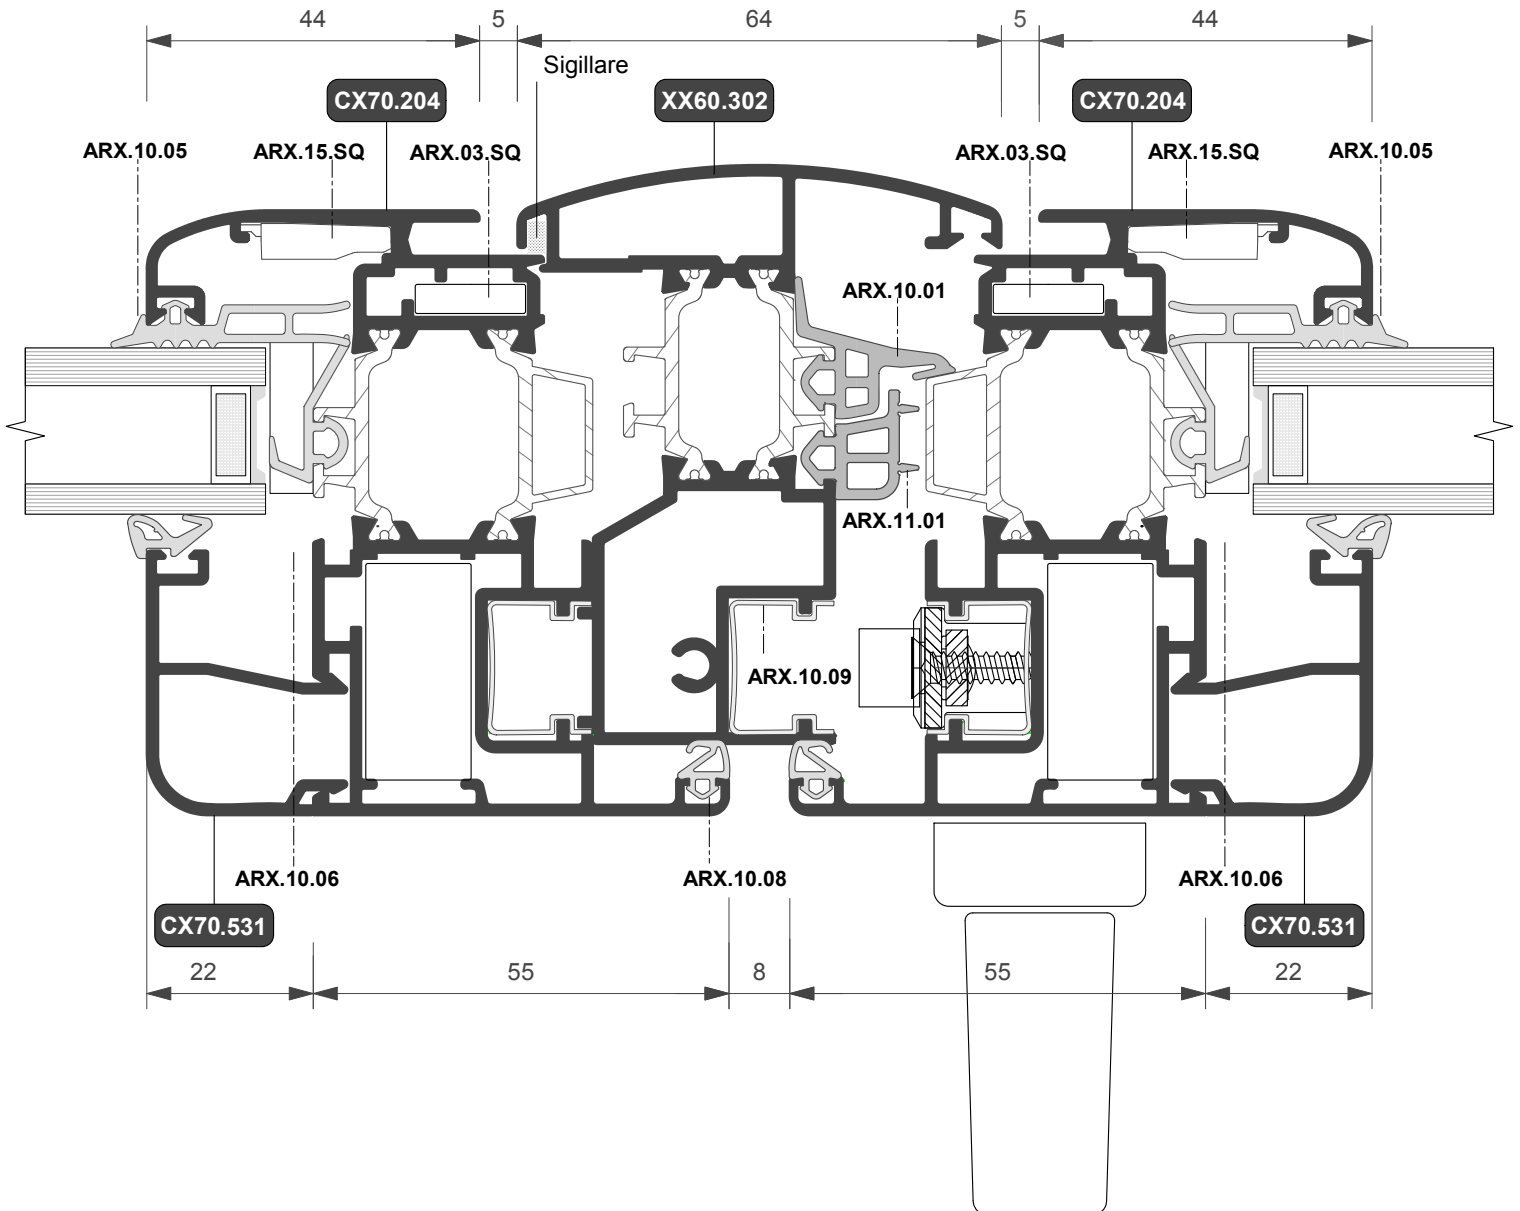 44 5 64 5 44
Sigillare
CX70.204 XX60.302 CX70.204
ARX.10.05 ARX.15.SQ ARX.03.SQ ARX.03.SQ ARX.15.SQ ARX.10.05
ARX.10.01
ARX.11.01
ARX.10.09
ARX.10.06 ARX.10.08 ARX.10.06
CX70.531 CX70.531
22 55 8 55 22